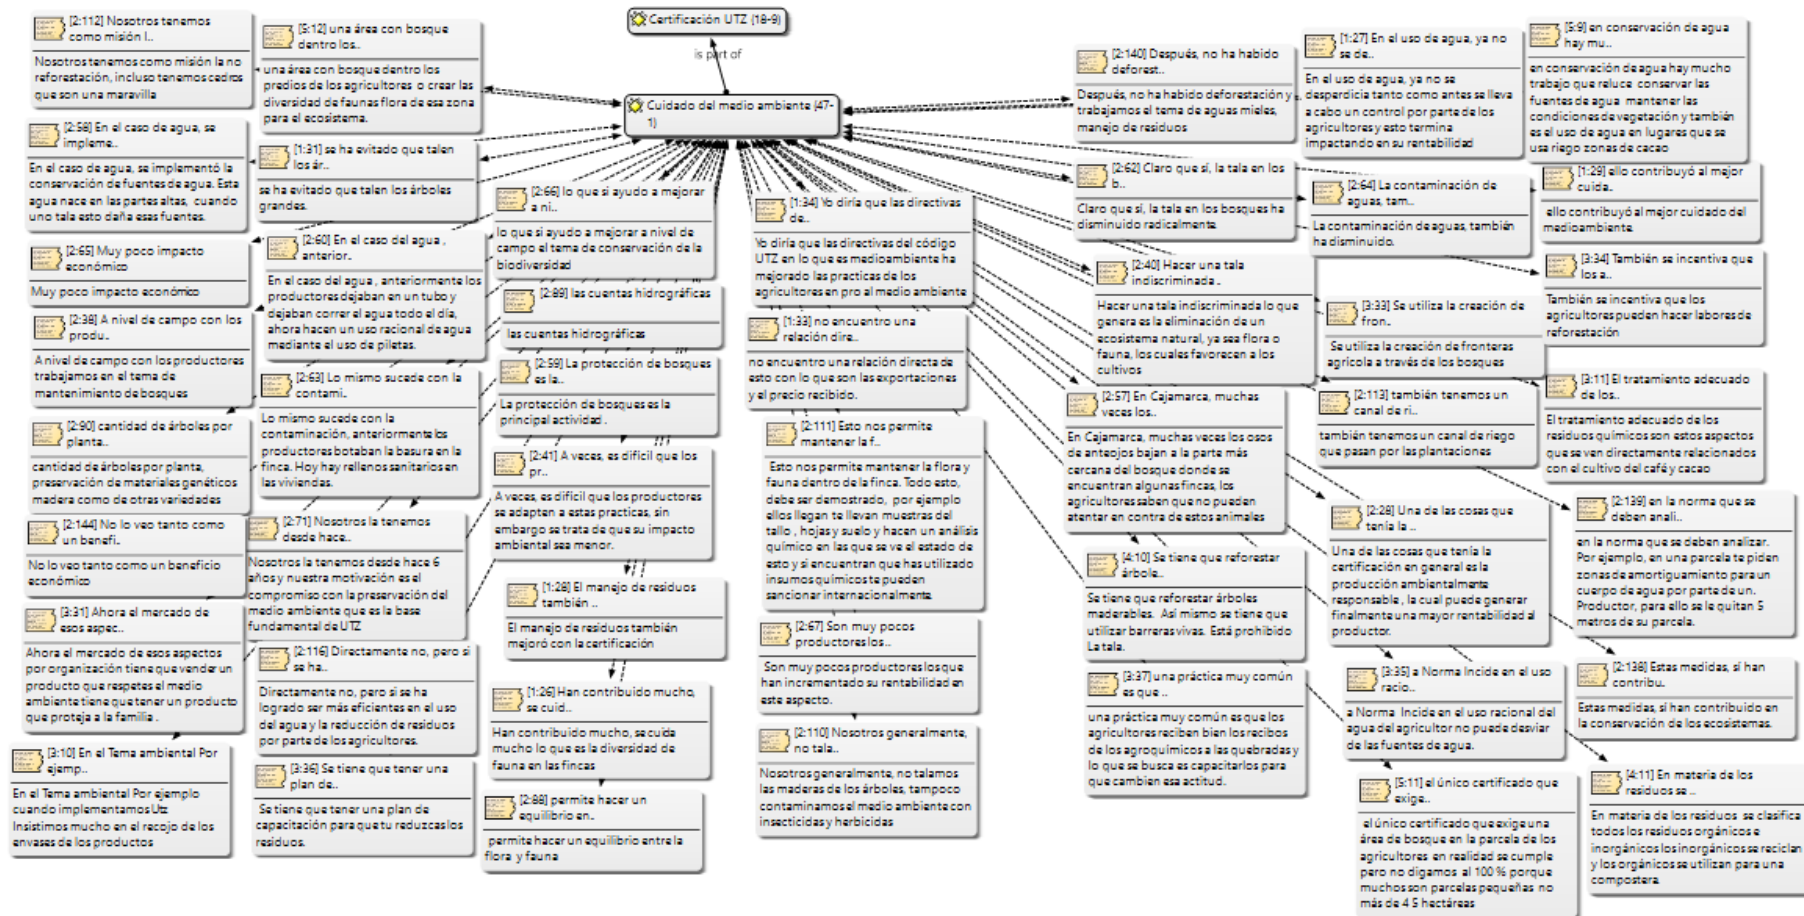 Certificación UTZ {18-9}
is part of
Cuidado del medio ambiente {47-
1}
[2:112] Nosotros tenemos
como misión l..
Nosotros tenemos como misión la no
reforestación, incluso tenemos cedros
que son una maravilla
[5:12] una área con bosque
dentro los..
una área con bosque dentro los
predios de los agricultores o crear las
diversidad de faunas flora de esa zona
para el ecosistema.
[2:58] En el caso de agua, se
impleme..
En el caso de agua, se implementó la
conservación de fuentes de agua. Esta
agua nace en las partes altas, cuando
uno tala esto daña esas fuentes.
[1:31] se ha evitado que talen
los ár..
se ha evitado que talen los árboles
grandes.
[2:65] Muy poco impacto
económico
Muy poco impacto económico
[2:60] En el caso del agua ,
anterior..
En el caso del agua , anteriormente los
productores dejaban en un tubo y
dejaban correr el agua todo el día,
ahora hacen un uso racional de agua
mediante el uso de piletas.
[2:38] A nivel de campo con los
produ..
A nivel de campo con los productores
trabajamos en el tema de
mantenimiento de bosques
[2:63] Lo mismo sucede con la
contami..
Lo mismo sucede con la
contaminación, anteriormente los
productores botaban la basura en la
finca. Hoy hay rellenos sanitarios en
las viviendas.
[2:90] cantidad de árboles por
planta..
cantidad de árboles por planta,
preservación de materiales genéticos
madera como de otras variedades
[2:144] No lo veo tanto como
un benefi..
No lo veo tanto como un beneficio
económico
[2:71] Nosotros la tenemos
desde hace..
Nosotros la tenemos desde hace 6
años y nuestra motivación es el
compromiso con la preservación del
medio ambiente que es la base
fundamental de UTZ
[3:31] Ahora el mercado de
esos aspec..
Ahora el mercado de esos aspectos
por organización tiene que vender un
producto que respetes el medio
ambiente tiene que tener un producto
que proteja a la familia .
[2:116] Directamente no, pero si
se ha..
Directamente no, pero si se ha
logrado ser más eficientes en el uso
del agua y la reducción de residuos
por parte de los agricultores.
[3:10] En el Tema ambiental Por
ejemp..
En el Tema ambiental Por ejemplo
cuando implementamos Utz
Insistimos mucho en el recojo de los
envases de los productos
[3:36] Se tiene que tener una
plan de..
Se tiene que tener una plan de
capacitación para que tu reduzcas los
residuos.
[2:66] lo que si ayudo a mejorar
a ni..
lo que si ayudo a mejorar a nivel de
campo el tema de conservación de la
biodiversidad
[2:89] las cuentas hidrográficas
las cuentas hidrográficas
[2:59] La protección de bosques
es la..
La protección de bosques es la
principal actividad .
[2:41] A veces, es dificil que los
pr..
A veces, es dificil que los productores
se adapten a estas practicas, sin
embargo se trata de que su impacto
ambiental sea menor.
[1:28] El manejo de residuos
también ..
El manejo de residuos también
mejoró con la certificación
[1:26] Han contribuido mucho,
se cuid..
Han contribuido mucho, se cuida
mucho lo que es la diversidad de
fauna en las fincas
[2:88] permite hacer un
equilibrio en..
permite hacer un equilibrio entre la
flora y fauna
[1:34] Yo diría que las directivas
de..
Yo diría que las directivas del código
UTZ en lo que es medioambiente ha
mejorado las practicas de los
agricultores en pro al medio ambiente
[1:33] no encuentro una
relación dire..
no encuentro una relación directa de
esto con lo que son las exportaciones
y el precio recibido.
[2:111] Esto nos permite
mantener la f..
Esto nos permite mantener la flora y
fauna dentro de la finca. Todo esto,
debe ser demostrado, por ejemplo
ellos llegan te llevan muestras del
tallo , hojas y suelo y hacen un análisis
químico en las que se ve el estado de
esto y si encuentran que has utilizado
insumos químicos te pueden
sancionar internacionalmente.
[2:67] Son muy pocos
productores los..
Son muy pocos productores los que
han incrementado su rentabilidad en
este aspecto.
[2:110] Nosotros generalmente,
no tala..
Nosotros generalmente, no talamos
las maderas de los árboles, tampoco
contaminamos el medio ambiente con
insecticidas y herbicidas
[2:140] Después, no ha habido
deforest..
Después, no ha habido deforestación y
trabajamos el tema de aguas mieles,
manejo de residuos
[1:27] En el uso de agua, ya no
se de..
En el uso de agua, ya no se
desperdicia tanto como antes se lleva
a cabo un control por parte de los
agricultores y esto termina
impactando en su rentabilidad
[5:9] en conservación de agua
hay mu..
en conservación de agua hay mucho
trabajo que reluce conservar las
fuentes de agua mantener las
condiciones de vegetación y también
es el uso de agua en lugares que se
usa riego zonas de cacao
[2:62] Claro que sí, la tala en los
b..
Claro que sí, la tala en los bosques ha
disminuido radicalmente.
[2:64] La contaminación de
aguas, tam..
La contaminación de aguas, también
ha disminuido.
[1:29] ello contribuyó al mejor
cuida..
ello contribuyó al mejor cuidado del
medioambiente.
[2:40] Hacer una tala
indiscriminada ..
Hacer una tala indiscriminada lo que
genera es la eliminación de un
ecosistema natural, ya sea flora o
fauna, los cuales favorecen a los
cultivos
[3:33] Se utiliza la creación de
fron..
Se utiliza la creación de fronteras
agricola a través de los bosques
[3:34] También se incentiva que
los a..
También se incentiva que los
agricultores pueden hacer labores de
reforestación
[2:57] En Cajamarca, muchas
veces los..
En Cajamarca, muchas veces los osos
de anteojos bajan a la parte más
cercana del bosque donde se
encuentran algunas fincas, los
agricultores saben que no pueden
atentar en contra de estos animales
[2:113] también tenemos un
canal de ri..
también tenemos un canal de riego
que pasan por las plantaciones
[3:11] El tratamiento adecuado
de los..
El tratamiento adecuado de los
residuos químicos son estos aspectos
que se ven directamente relacionados
con el cultivo del café y cacao
[4:10] Se tiene que reforestar
árbole..
Se tiene que reforestar árboles
maderables. Así mismo se tiene que
utilizar barreras vivas. Está prohibido
La tala.
[2:28] Una de las cosas que
tenía la ..
Una de las cosas que tenía la
certificación en general es la
producción ambientalmente
responsable , la cual puede generar
finalmente una mayor rentabilidad al
productor.
[2:139] en la norma que se
deben anali..
en la norma que se deben analizar.
Por ejemplo, en una parcela te piden
zonas de amortiguamiento para un
cuerpo de agua por parte de un.
Productor, para ello se le quitan 5
metros de su parcela.
[3:37] una práctica muy común
es que ..
una práctica muy común es que los
agricultores reciben bien los recibos
de los agroquímicos a las quebradas y
lo que se busca es capacitarlos para
que cambien esa actitud.
[3:35] a Norma Incide en el uso
racio..
a Norma Incide en el uso racional del
agua del agricultor no puede desviar
de las fuentes de agua.
[2:138] Estas medidas, sí han
contribu..
Estas medidas, sí han contribuido en
la conservación de los ecosistemas.
[5:11] el único certificado que
exige..
el único certificado que exige una
área de bosque en la parcela de los
agricultores en realidad se cumple
pero no digamos al 100 % porque
muchos son parcelas pequeñas no
más de 4 5 hectáreas
[4:11] En materia de los
residuos se ..
En materia de los residuos se clasifica
todos los residuos orgánicos e
inorgánicos los inorgánicos se reciclan
y los orgánicos se utilizan para una
compostera.